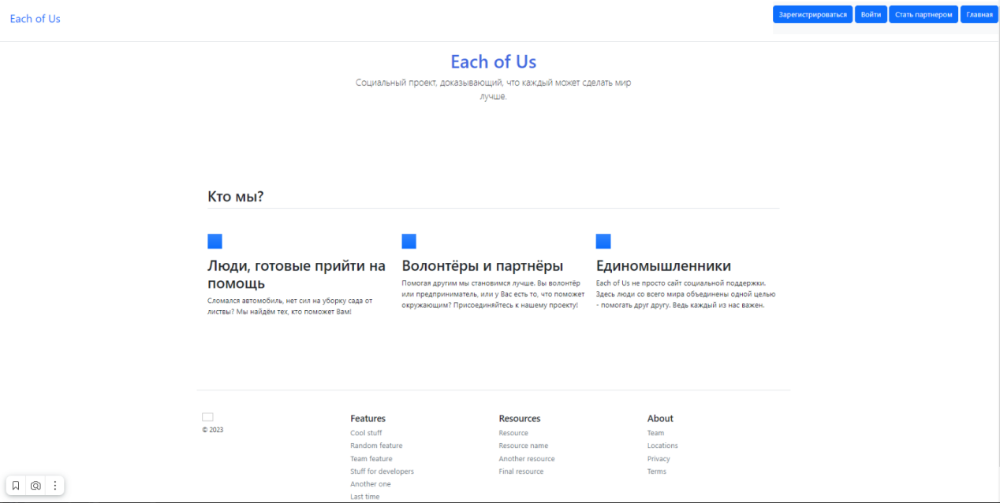 Each of Us
Зарегистрироваться Войти Стать партнером Главная
Each of Us
Социальный проект, доказывающий, что каждый может сделать мир
лучше.
Кто мы?
Люди, готовые прийти на
помощь
Сломался автомобиль, нет сил на уборку сада от
листвы? Мы найдём тех, кто поможет Вам!
Волонтёры и партнёры
Помогая другим мы становимся лучше. Вы волонтёр
или предприниматель, или у Вас есть то, что поможет
окружающим? Присоединяйтесь к нашему проекту!
Единомышленники
Each of Us не просто сайт социальной поддержки.
Здесь люди со всего мира объединены одной целью
- помогать друг другу. Ведь каждый из нас важен.
© 2023
Features
Cool stuff
Random feature
Team feature
Stuff for developers
Another one
Last time
Resources
Resource
Resource name
Another resource
Final resource
About
Team
Locations
Privacy
Terms